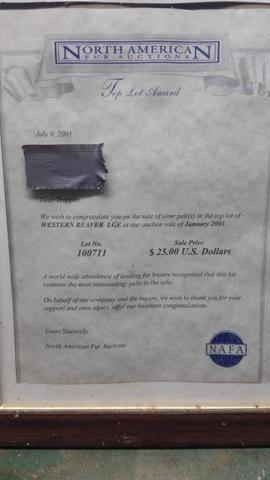 NORTH AMERICAN
FUR AUCTIONS
Top Lot Award
July 9, 2001
Dear Trapper:
We wish to congratulate you on the sale of your pelt(s) in the top lot of
WESTERN BEAVER LGE at our auction sale of January 2001.
Lot No. Sale Price
100711 $ 25.00 U.S. Dollars
A world wide attendance of leading fur buyers recognized that this lot
contains the most outstanding pelts in the sale.
On behalf of our company and the buyers, we wish to thank you for your
support and once again, offer our heartiest congratulations.
Yours Sincerely,
North American Fur Auctions
NAFA